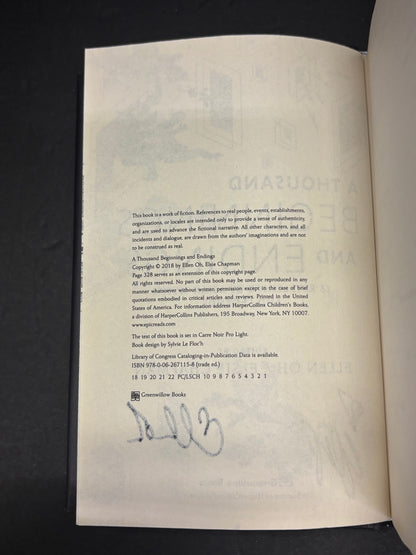 This book is a work of fiction. References to real people, events, establishments,
organizations, or locales are intended only to provide a sense of authenticity,
and are used to advance the fictional narrative. All other characters, and all
incidents and dialogue, are drawn from the authors' imaginations and are not
to be construed as real.
A Thousand Beginnings and Endings
Copyright © 2018 by Ellen Oh, Elsie Chapman
Page 328 serves as an extension of this copyright page.
All rights reserved. No part of this book may be used or reproduced in any
manner whatsoever without written permission except in the case of brief
quotations embodied in critical articles and reviews. Printed in the United
States of America. For information address HarperCollins Children's Books,
a division of HarperCollins Publishers, 195 Broadway, New York, NY 10007.
www.epicreads.com
The text of this book is set in Carre Noir Pro Light.
Book design by Sylvie Le Floc'h
Library of Congress Cataloging-in-Publication Data is available.
ISBN 978-0-06-267115-8 (trade ed.)
18 19 20 21 22 PC/LSCH 10 9 8 7 6 5 4 3 2 1
Greenwillow Books